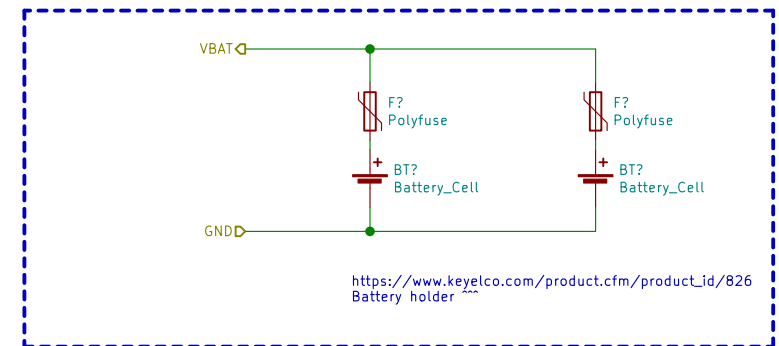 VBAT
F?
Polyfuse
F?
Polyfuse
+
BT?
Battery_Cell
+
BT?
Battery_Cell
GND
https://www.keyelco.com/product.cfm/product_id/826
Battery holder ^^^